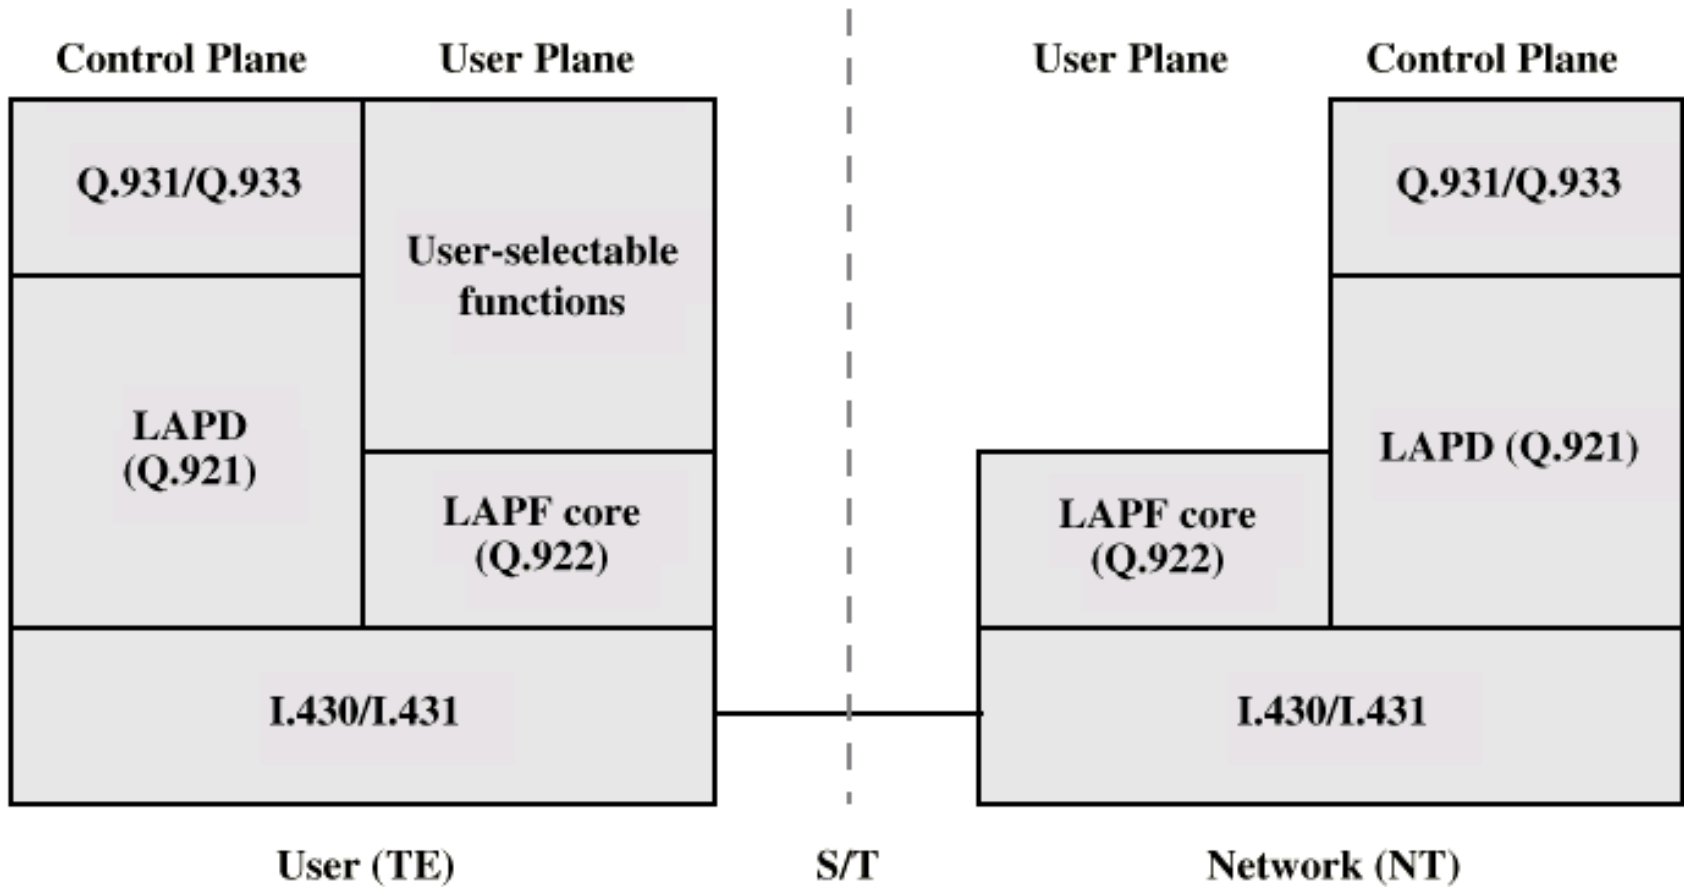 Control Plane
User Plane
User Plane
Control Plane
Q.931/Q.933
User-selectable
functions
LAPD
(Q.921)
LAPF core
(Q.922)
I.430/I.431
Q.931/Q.933
LAPD (Q.921)
LAPF core
(Q.922)
I.430/I.431
User (TE)
S/T
Network (NT)